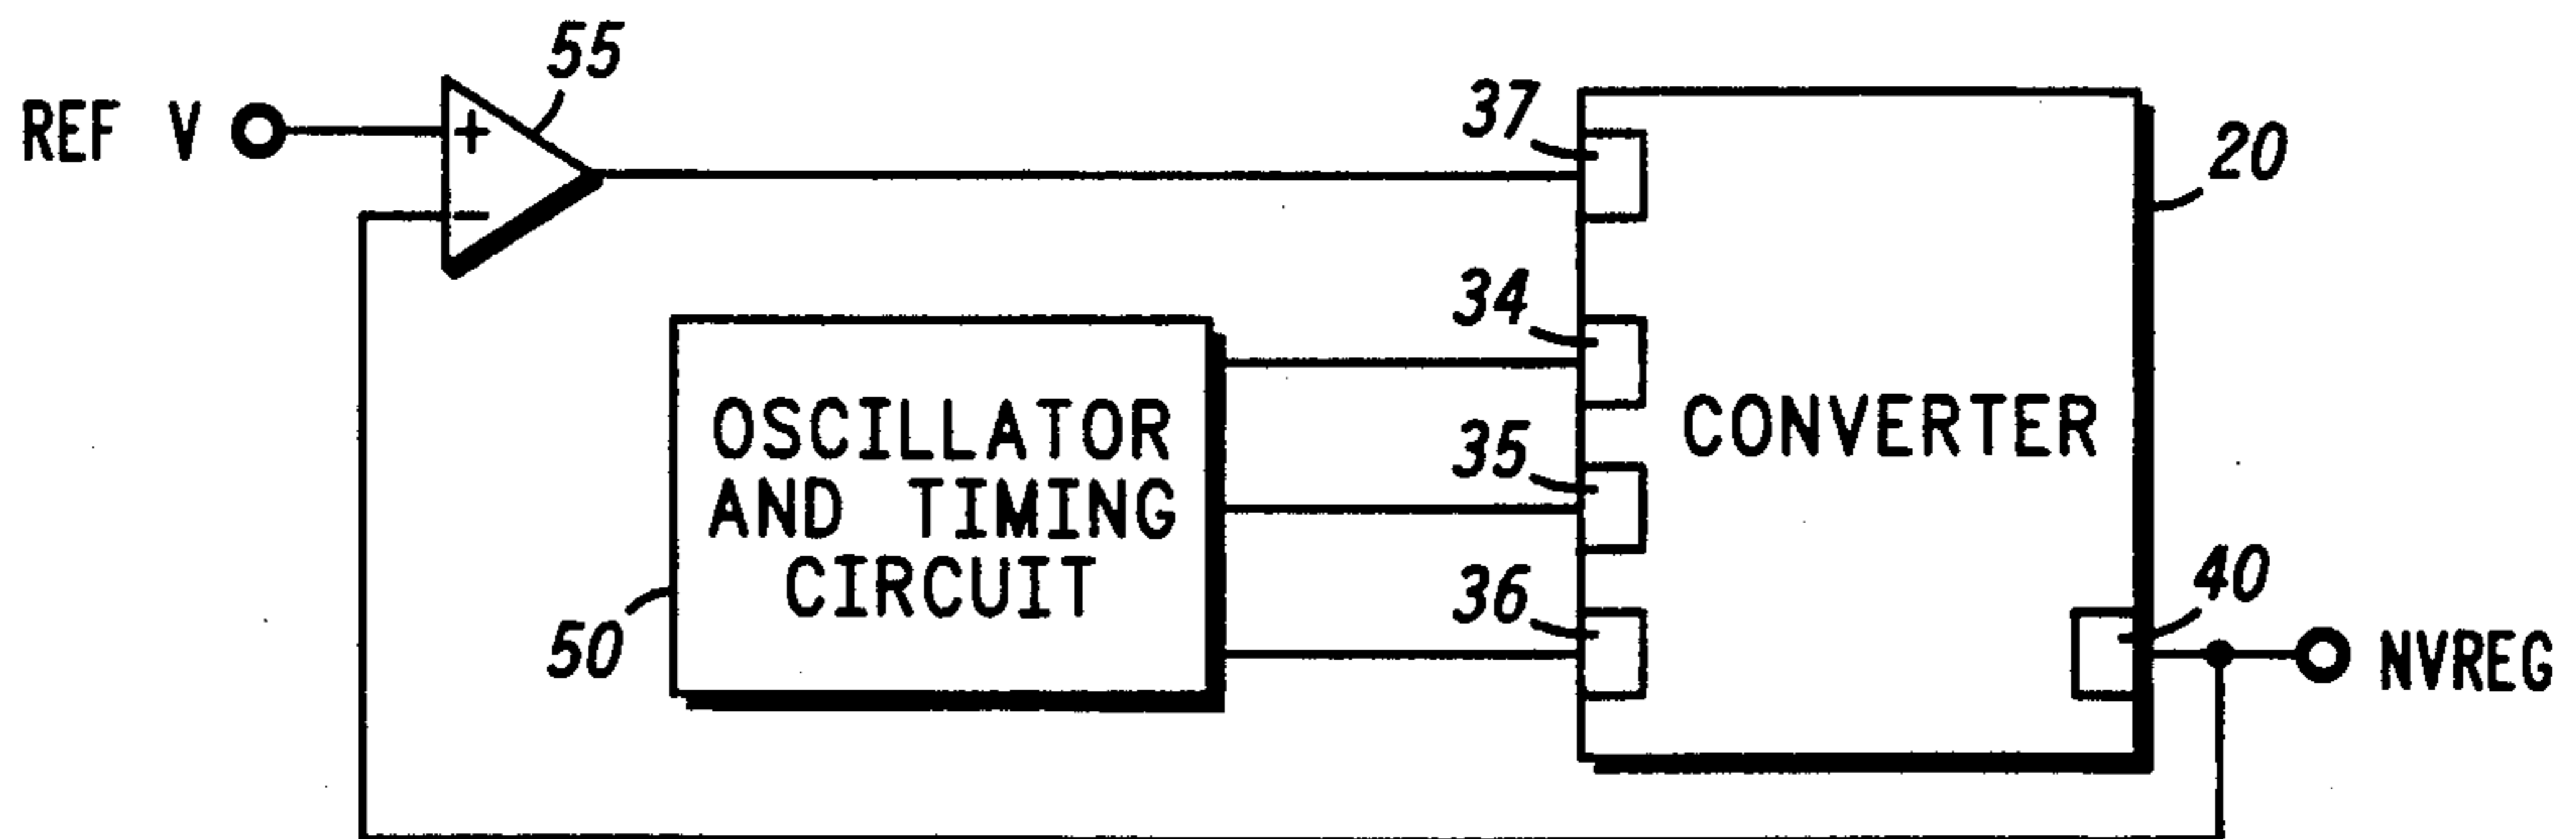 55
REF V
+
−
37
20
34
CONVERTER
35
OSCILLATOR
AND TIMING
CIRCUIT
36
40
50
NVREG